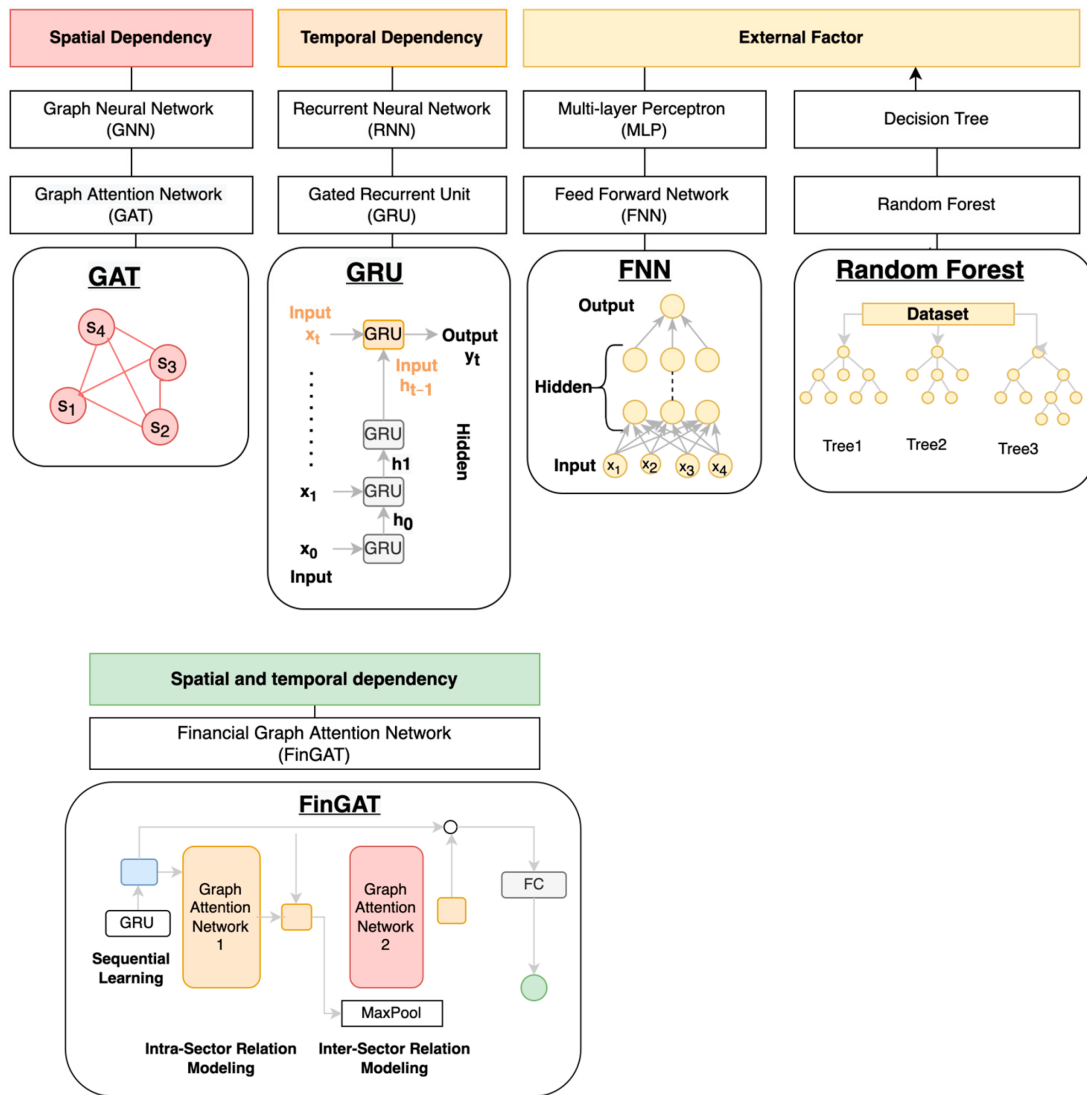 Spatial Dependency
Temporal Dependency
External Factor
Graph Neural Network
(GNN)
Recurrent Neural Network
(RNN)
Multi-layer Perceptron
(MLP)
Decision Tree
Graph Attention Network
(GAT)
Gated Recurrent Unit
(GRU)
Feed Forward Network
(FNN)
Random Forest
GAT
S4
S3
S1
S2
GRU
Input
xt
GRU
Output
yt
Input
ht−1
GRU
h1
Hidden
x1
GRU
h0
x0
GRU
Input
FNN
Output
Hidden
Input
x1
x2
x3
x4
Random Forest
Dataset
Tree1
Tree2
Tree3
Spatial and temporal dependency
Financial Graph Attention Network
(FinGAT)
FinGAT
GRU
Sequential
Learning
Graph
Attention
Network
1
Graph
Attention
Network
2
FC
MaxPool
Intra-Sector Relation
Modeling
Inter-Sector Relation
Modeling